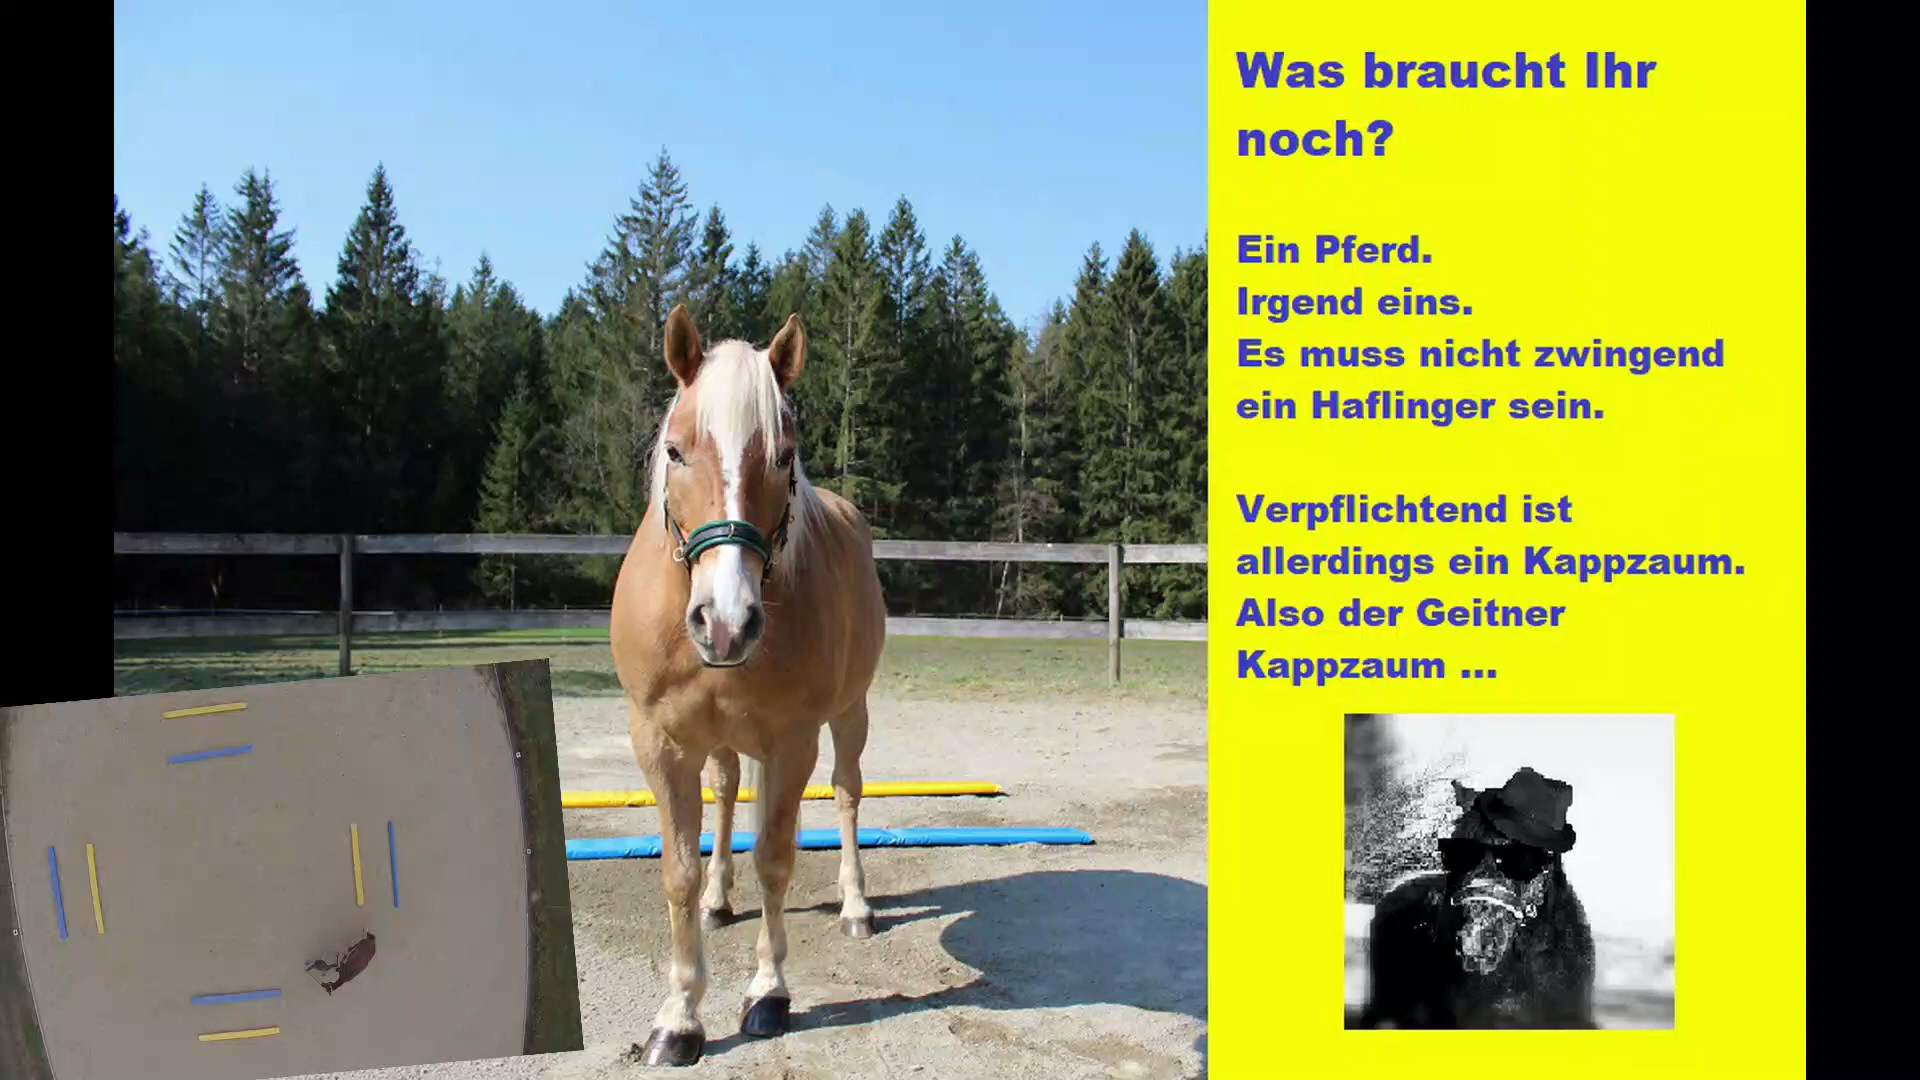 Was braucht Ihr
noch?
Ein Pferd.
Irgend eins.
Es muss nicht zwingend
ein Haflinger sein.
Verpflichtend ist
allerdings ein Kappzaum.
Also der Geitner
Kappzaum ...